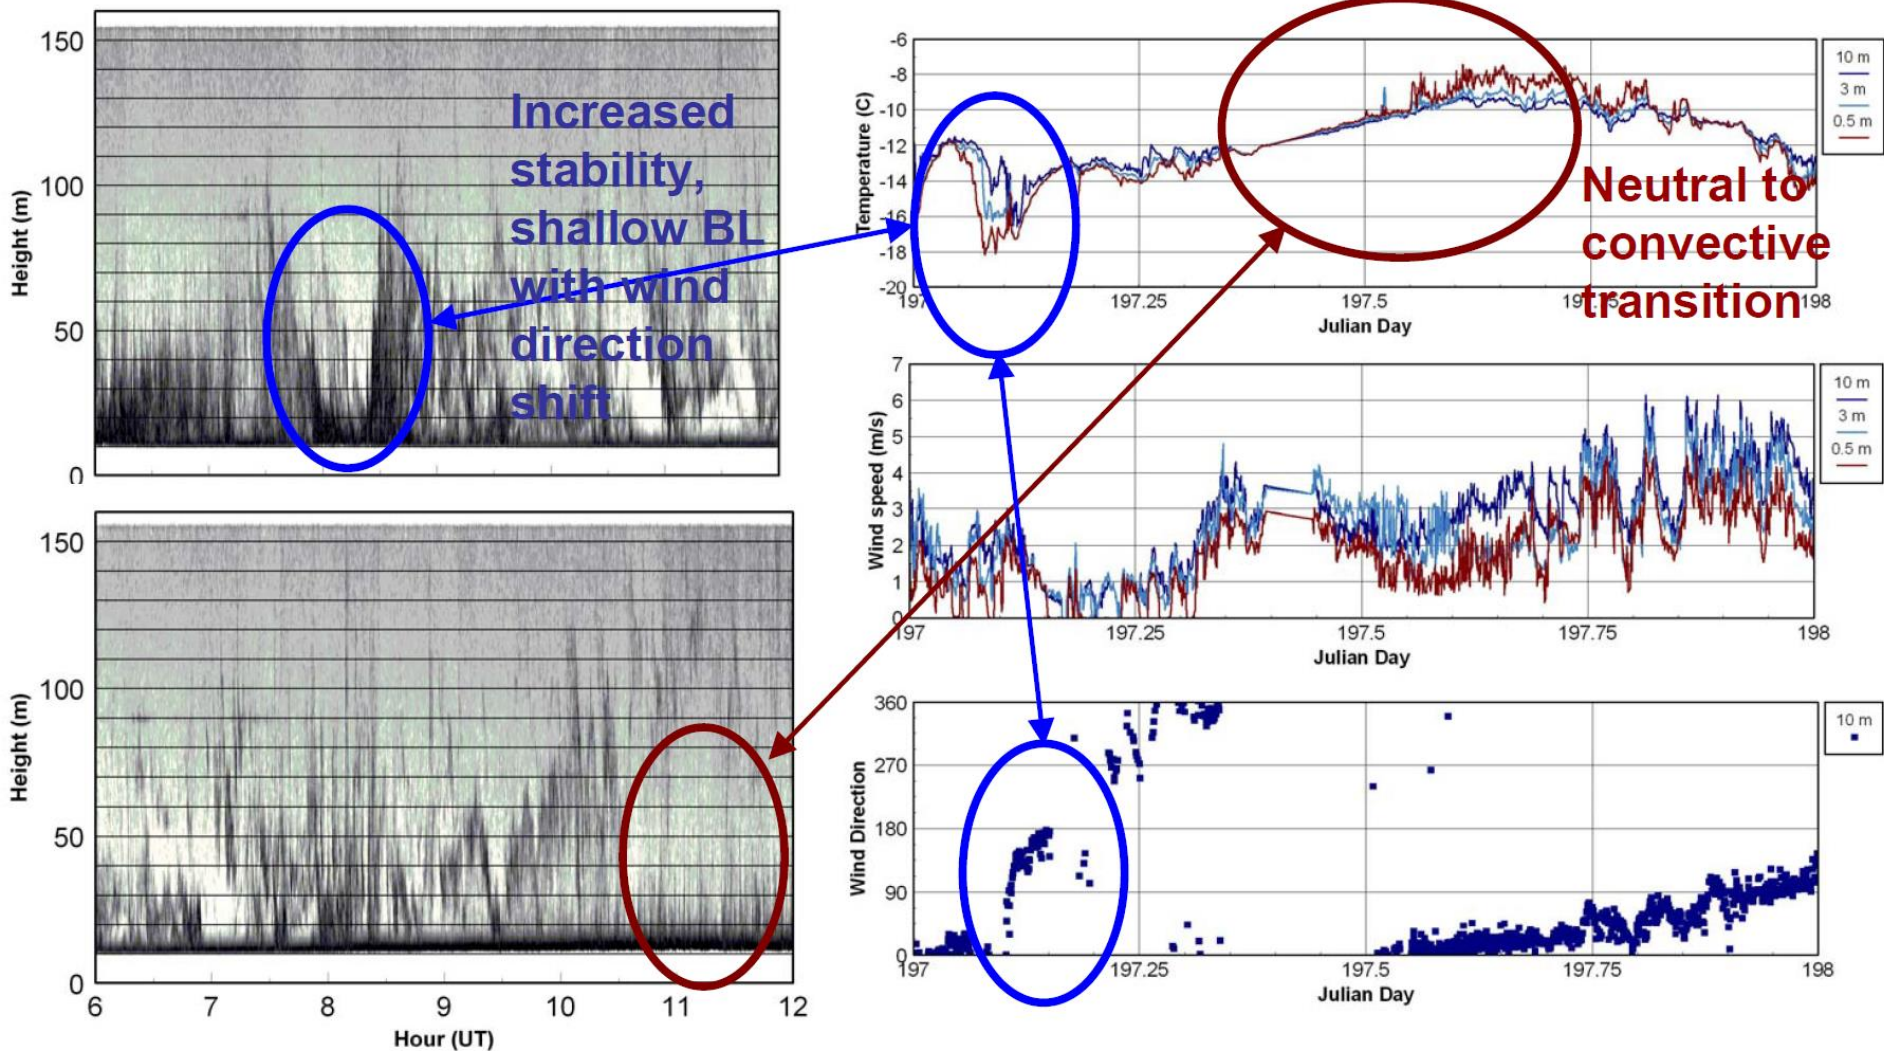 150
100
50
0
Height (m)
Increased
stability,
shallow BL
with wind
direction
shift
150
100
50
0
Height (m)
6 7 8 9 10 11 12
Hour (UT)
-6
-8
-10
-12
-14
-16
-18
-20
Temperature (C)
197 197.25 197.5 197.75 198
Julian Day
10 m
3 m
0.5 m
Neutral to
convective
transition
7
6
5
4
3
2
1
0
Wind speed (m/s)
197 197.25 197.5 197.75 198
Julian Day
10 m
3 m
0.5 m
360
270
180
90
0
Wind Direction
197 197.25 197.5 197.75 198
Julian Day
10 m